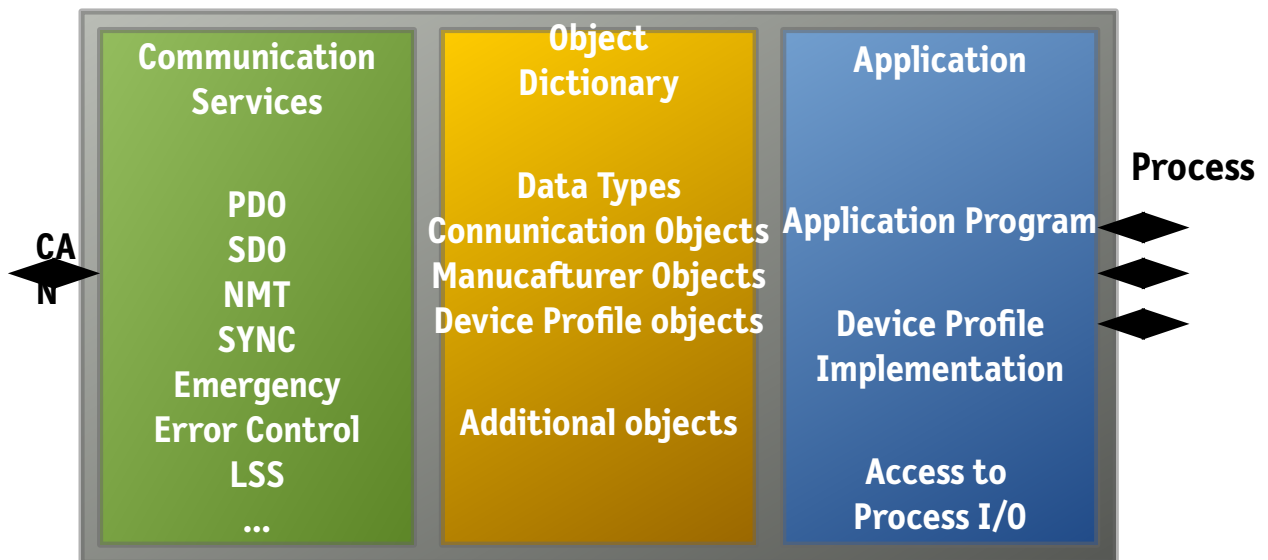 Communication
Services
PDO
SDO
NMT
SYNC
Emergency
Error Control
LSS
...
Object
Dictionary
Data Types
Connunication Objects
Manucafturer Objects
Device Profile objects
Additional objects
Application
Application Program
Device Profile
Implementation
Access to
Process I/O
CA
N
Process